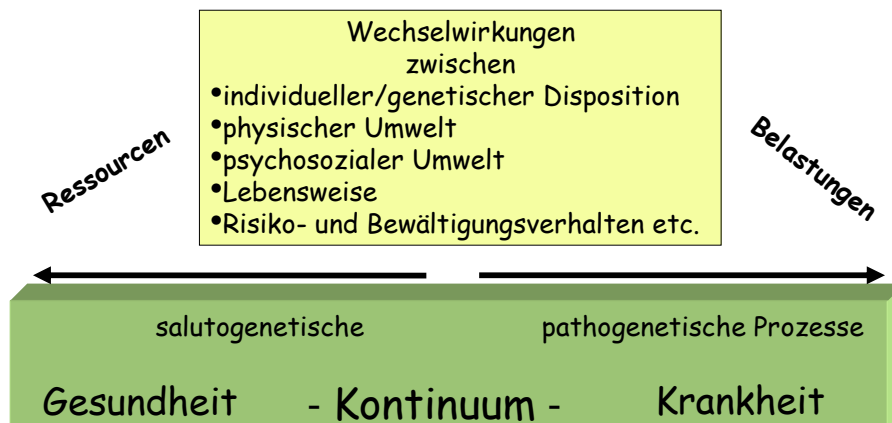 Wechselwirkungen
zwischen
•individueller/genetischer Disposition
•physischer Umwelt
•psychosozialer Umwelt
•Lebensweise
•Risiko- und Bewältigungsverhalten etc.
Ressourcen
Belastungen
salutogenetische pathogenetische Prozesse
Gesundheit - Kontinuum - Krankheit